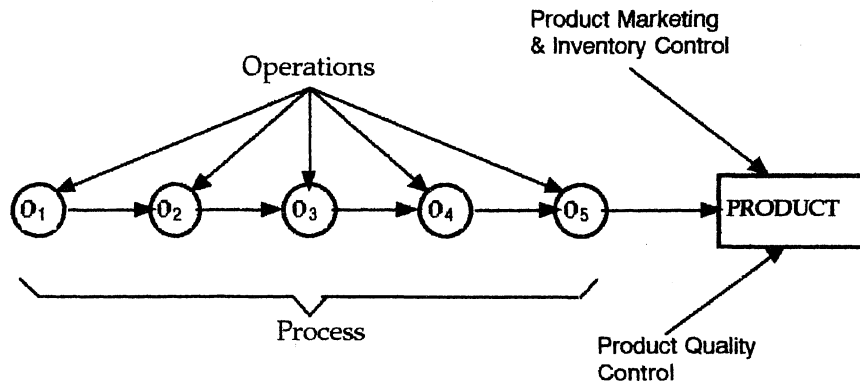 Product Marketing
& Inventory Control
Operations
O1
O2
O3
O4
O5
PRODUCT
Process
Product Quality
Control